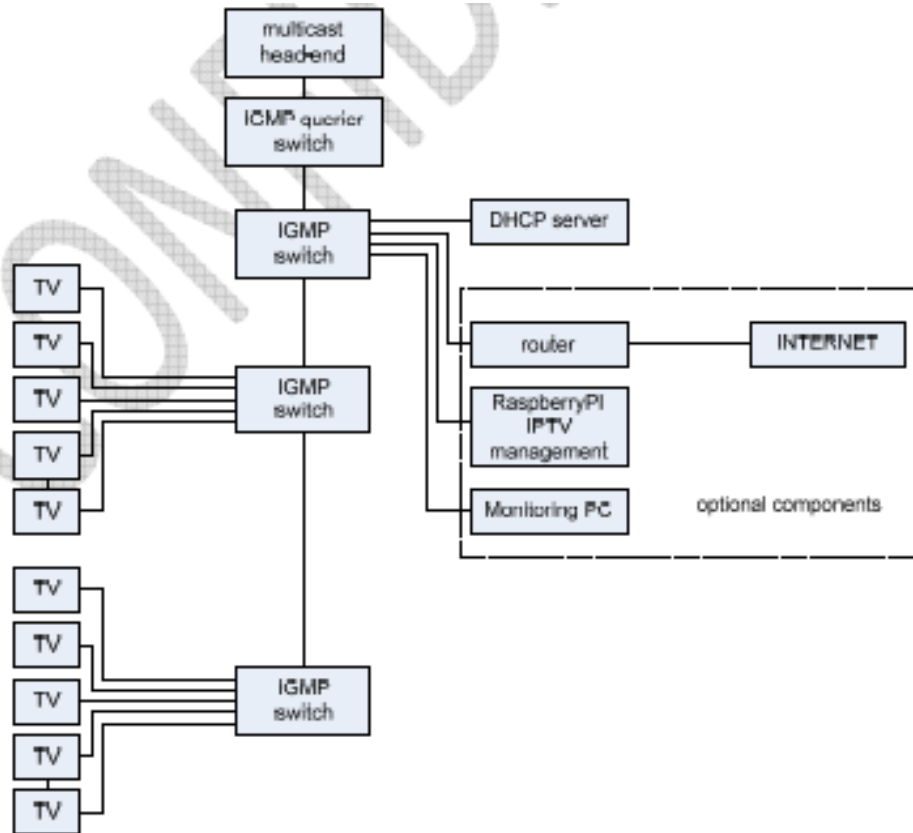 multicast
head-end
IGMP querier
switch
IGMP
switch
DHCP server
TV
TV
TV
TV
TV
IGMP
switch
router
INTERNET
RaspberryPI
IPTV
management
Monitoring PC
optional components
TV
TV
TV
TV
TV
IGMP
switch